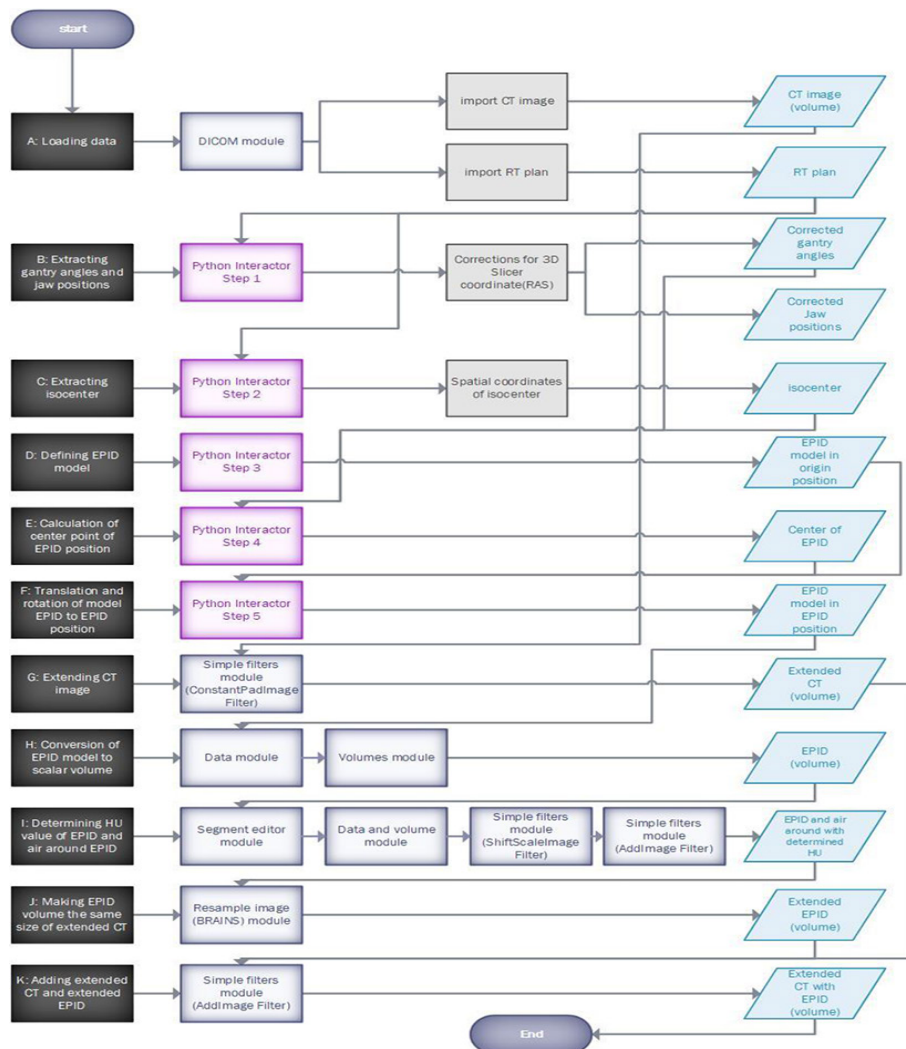 start
A: Loading data
DICOM module
import CT image
CT image
(volume)
import RT plan
RT plan
B: Extracting
gantry angles and
jaw positions
Python Interactor
Step 1
Corrections for 3D
Slicer
coordinate(RAS)
Corrected
gantry
angles
Corrected
Jaw
positions
C: Extracting
isocenter
Python Interactor
Step 2
Spatial coordinates
of isocenter
isocenter
D: Defining EPID
model
Python Interactor
Step 3
EPID
model in
origin
position
E: Calculation of
center point of
EPID position
Python Interactor
Step 4
Center of
EPID
F: Translation and
rotation of model
EPID to EPID
position
Python Interactor
Step 5
EPID
model in
EPID
position
G: Extending CT
image
Simple filters
module
(ConstantPadImage
Filter)
Extended
CT
(volume)
H: Conversion of
EPID model to
scalar volume
Data module
Volumes module
EPID
(volume)
I: Determining HU
value of EPID and
air around EPID
Segment editor
module
Data and volume
module
Simple filters
module
(ShiftScaleImage
Filter)
Simple filters
module
(AddImage Filter)
EPID and air
around with
determined
HU
J: Making EPID
volume the same
size of extended CT
Resample image
(BRAINS) module
Extended
EPID
(volume)
K: Adding extended
CT and extended
EPID
Simple filters
module
(AddImage Filter)
Extended
CT with
EPID
(volume)
End